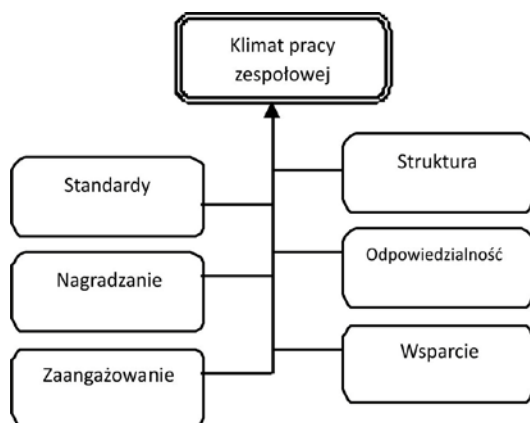 Klimat pracy
zespołowej
Standardy
Struktura
Nagradzanie
Odpowiedzialność
Zaangażowanie
Wsparcie